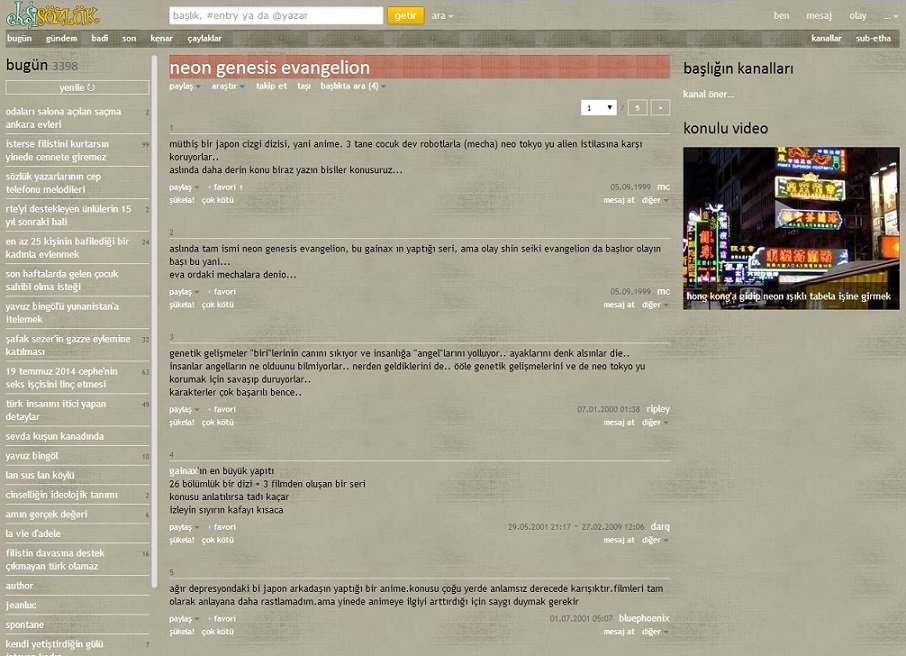 ekşisözlük
başlık, #entry ya da @yazar
getir
ara
ben mesaj olay ...
bugün gündem badi son kenar çaylaklar
kanallar sub-etha
bugün 3398
yenile
odaları salona açılan saçma 2
ankara evleri
isterse filistini kurtarsın 99
yinede cennete giremez
sözlük yazarlarının cep
telefonu melodileri
rte'yi destekleyen ünlülerin 15 2
yıl sonraki hali
en az 25 kişinin bafilediği bir 24
kadınla evlenmek
son haftalarda gelen çocuk
sahibi olma isteği
yavuz bingöl'ü yunanistan'a
itelemek
şafak sezer'in gazze eylemine 32
katılması
19 temmuz 2014 cephe'nin 63
seks işçisini linç etmesi
türk insanını itici yapan 49
detaylar
sevda kuşun kanadında
yavuz bingöl 10
lan sus lan köylü
cinselliğin ideolojik tanımı 2
amın gerçek değeri 6
la vie d'adele
filistin davasına destek 16
çıkmayan türk olamaz
author
jeanluc
spontane
kendi yetiştirdiğin gülü 7
neon genesis evangelion
paylaş araştır takip et taşı başlıkta ara (4)
1 / 5 »
1
müthiş bir japon cizgi dizisi, yani anime. 3 tane cocuk dev robotlarla (mecha) neo tokyo yu alien istilasına karşı
koruyorlar..
aslında daha derin konu biraz yazın bisiler konusuruz...
paylaş · favori 1
05.09.1999 mc
şükela! çok kötü
mesaj at diğer
2
aslında tam ismi neon genesis evangelion, bu gainax ın yaptığı seri, ama olay shin seiki evangelion da başlıor olayın
başı bu yani...
eva ordaki mechalara denio...
paylaş · favori
05.09.1999 mc
şükela! çok kötü
mesaj at diğer
3
genetik gelişmeler "biri"lerinin canını sıkıyor ve insanlığa "angel"larını yolluyor.. ayaklarını denk alsınlar die..
insanlar angelların ne olduunu bilmiyorlar.. nerden geldiklerini de.. ööle genetik gelişmelerini ve de neo tokyo yu
korumak için savaşıp duruyorlar..
karakterler çok başarılı bence..
paylaş · favori
07.01.2000 01:38 ripley
şükela! çok kötü
mesaj at diğer
4
gainax'ın en büyük yapıtı
26 bölümlük bir dizi + 3 filmden oluşan bir seri
konusu anlatılırsa tadı kaçar
izleyin sıyırın kafayı kısaca
paylaş · favori
29.05.2001 21:17 ~ 27.02.2009 12:06 darq
şükela! çok kötü
mesaj at diğer
5
ağır depresyondaki bi japon arkadaşın yaptığı bir anime.konusu çoğu yerde anlamsız derecede karışıktır.filmleri tam
olarak anlayana daha rastlamadım.ama yinede animeye ilgiyi arttırdığı için saygı duymak gerekir
paylaş · favori
01.07.2001 05:07 bluephoenix
şükela! çok kötü
mesaj at diğer
başlığın kanalları
kanal öner...
konulu video
hong kong'a gidip neon ışıklı tabela işine girmek